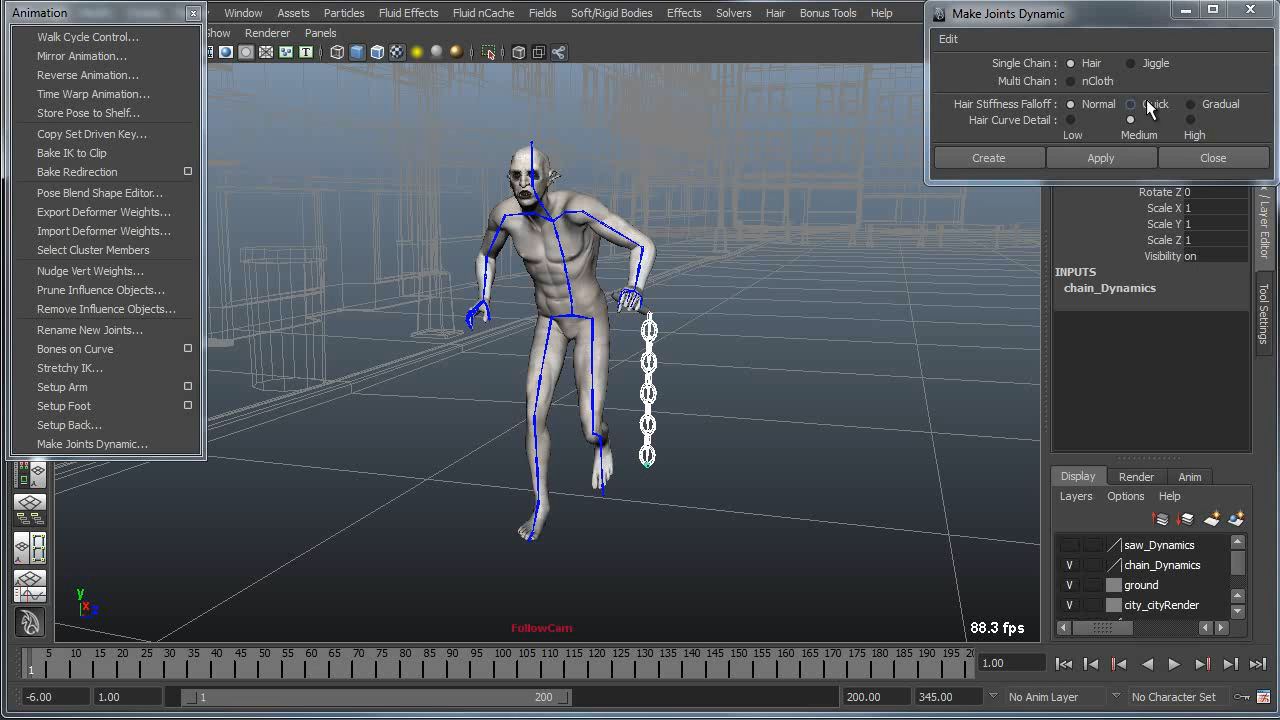 Animation
Window Assets Particles Fluid Effects Fluid nCache Fields Soft/Rigid Bodies Effects Solvers Hair Bonus Tools Help
Renderer Panels
Walk Cycle Control...
Mirror Animation...
Reverse Animation...
Time Warp Animation...
Store Pose to Shelf...
Copy Set Driven Key...
Bake IK to Clip
Bake Redirection
Pose Blend Shape Editor...
Export Deformer Weights...
Import Deformer Weights...
Select Cluster Members
Nudge Vert Weights...
Prune Influence Objects...
Remove Influence Objects...
Rename New Joints...
Bones on Curve
Stretchy IK...
Setup Arm
Setup Foot
Setup Back...
Make Joints Dynamic...
Make Joints Dynamic
Edit
Single Chain : Hair Jiggle
Multi Chain : nCloth
Hair Stiffness Falloff : Normal Quick Gradual
Hair Curve Detail :
Low Medium High
Create Apply Close
Rotate Z 0
Scale X 1
Scale Y 1
Scale Z 1
Visibility on
INPUTS
chain_Dynamics
Layer Editor
Tool Settings
Display Render Anim
Layers Options Help
saw_Dynamics
V chain_Dynamics
V ground
V city_cityRender
y
x
z
FollowCam
88.3 fps
1 5 10 15 20 25 30 35 40 45 50 55 60 65 70 75 80 85 90 95 100 105 110 115 120 125 130 135 140 145 150 155 160 165 170 175 180 185 190 195
1.00
-6.00 1.00 1 200 200.00 345.00 No Anim Layer No Character Set